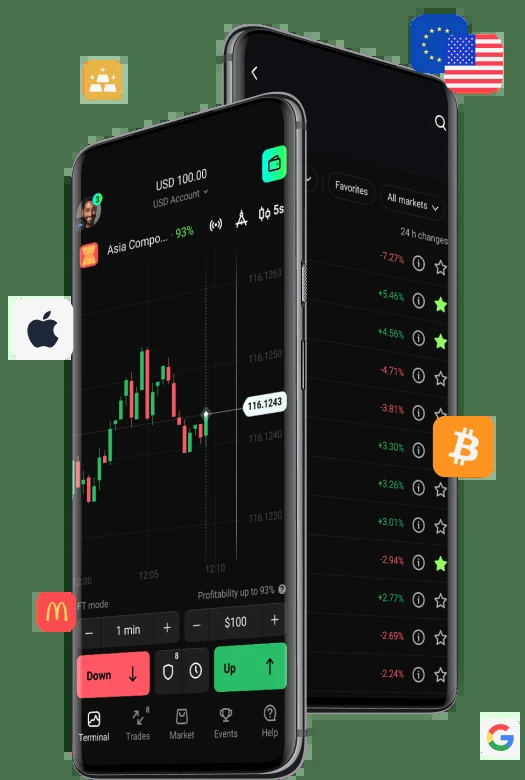 USD 100.00
USD Account
3
Asia Compo... · 93%
5s
116.1260
116.1250
116.1243
116.1240
116.1230
12:00
12:05
12:10
FT mode
Profitability up to 93%
1 min
$100
Down
8
Up
Terminal
Trades
8
Market
Events
Help
Favorites
All markets
24 h changes
-7.27%
+5.46%
+4.56%
-4.71%
-3.81%
+3.30%
+3.26%
+3.01%
-2.94%
+2.77%
-2.69%
-2.24%